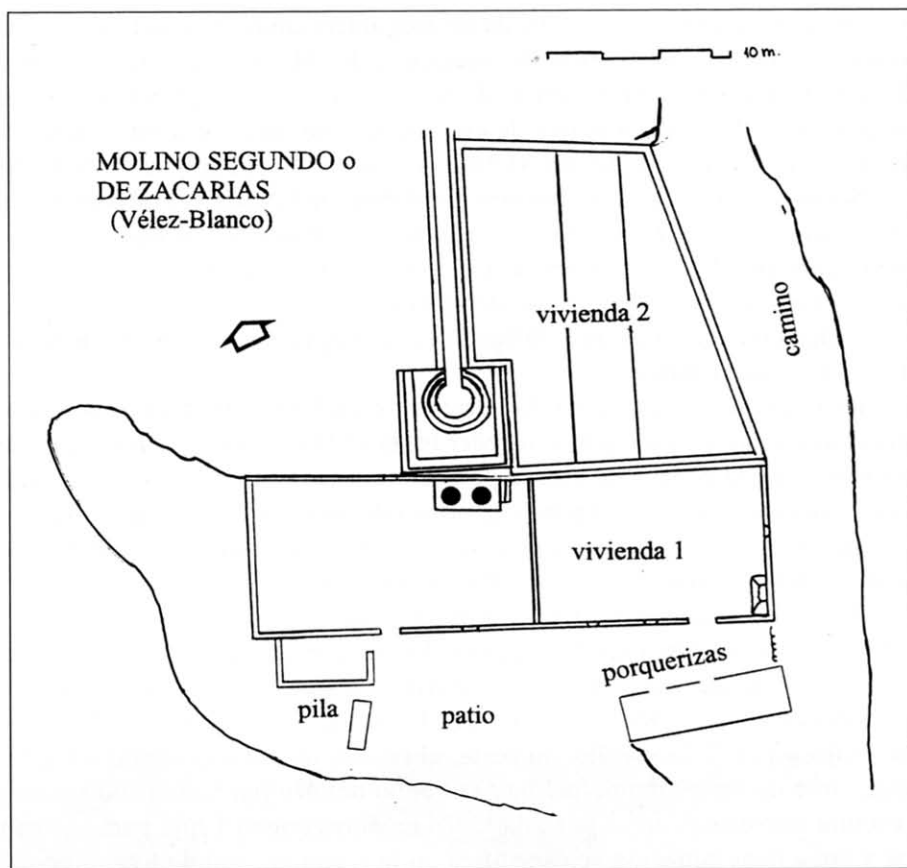 10 m.
MOLINO SEGUNDO o
DE ZACARIAS
(Vélez-Blanco)
vivienda 2
camino
vivienda 1
porquerizas
pila
patio